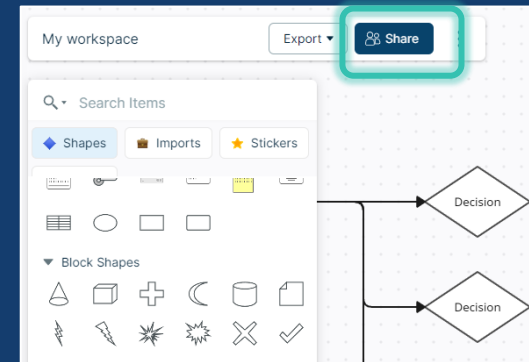 My workspace
Export
Share
Search Items
Shapes
Imports
Stickers
Block Shapes
Decision
Decision